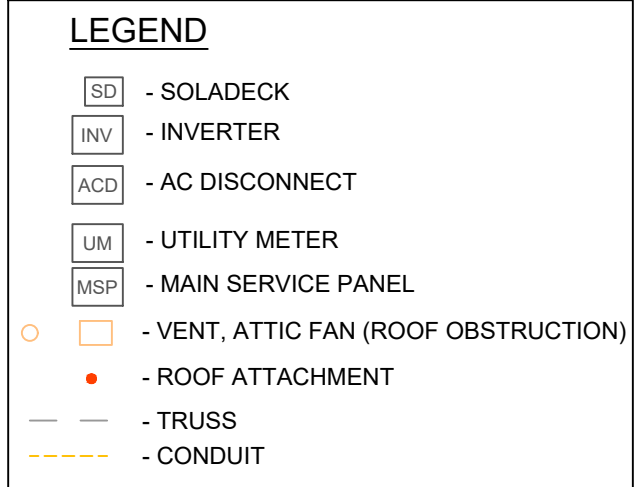 LEGEND
SD - SOLADECK
INV - INVERTER
ACD - AC DISCONNECT
UM - UTILITY METER
MSP - MAIN SERVICE PANEL
- VENT, ATTIC FAN (ROOF OBSTRUCTION)
- ROOF ATTACHMENT
- TRUSS
- CONDUIT